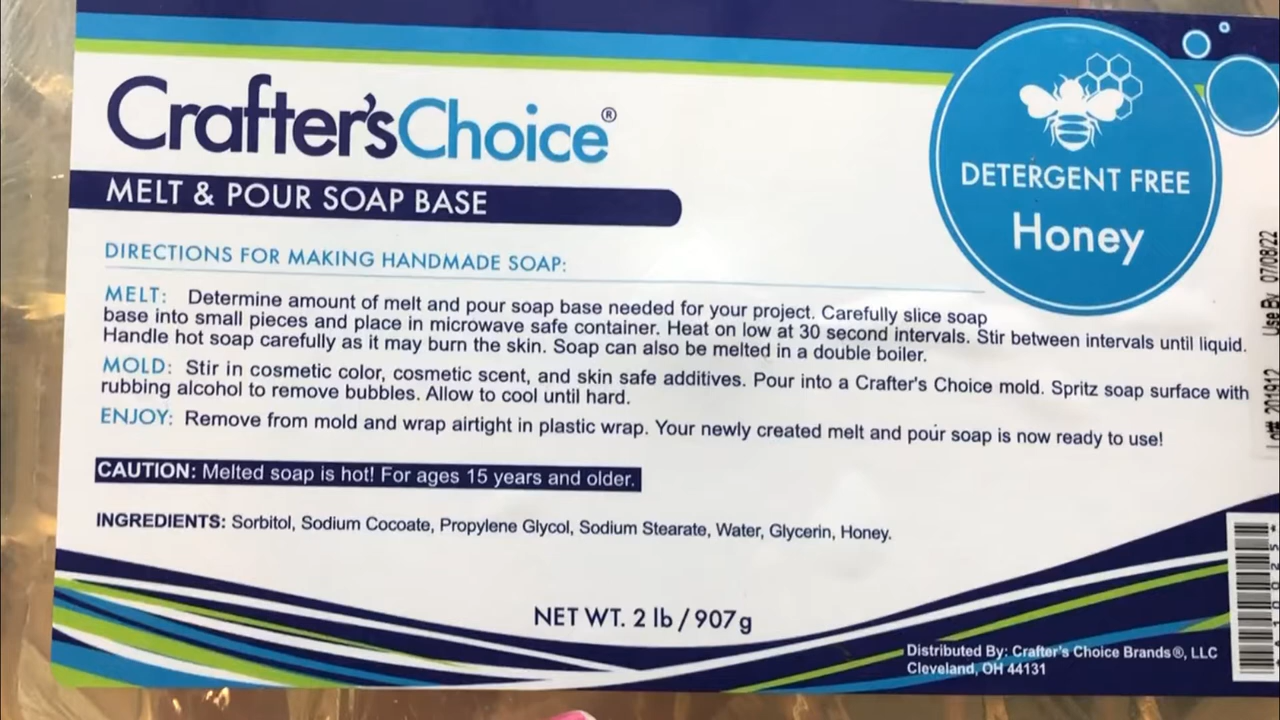 Crafter'sChoice®
MELT & POUR SOAP BASE
DETERGENT FREE
Honey
DIRECTIONS FOR MAKING HANDMADE SOAP:
MELT: Determine amount of melt and pour soap base needed for your project. Carefully slice soap
base into small pieces and place in microwave safe container. Heat on low at 30 second intervals. Stir between intervals until liquid.
Handle hot soap carefully as it may burn the skin. Soap can also be melted in a double boiler.
MOLD: Stir in cosmetic color, cosmetic scent, and skin safe additives. Pour into a Crafter's Choice mold. Spritz soap surface with
rubbing alcohol to remove bubbles. Allow to cool until hard.
ENJOY: Remove from mold and wrap airtight in plastic wrap. Your newly created melt and pour soap is now ready to use!
CAUTION: Melted soap is hot! For ages 15 years and older.
INGREDIENTS: Sorbitol, Sodium Cocoate, Propylene Glycol, Sodium Stearate, Water, Glycerin, Honey.
NET WT. 2 lb / 907g
Distributed By: Crafter's Choice Brands®, LLC
Cleveland, OH 44131
Lot# 201912 Use By 07/08/22